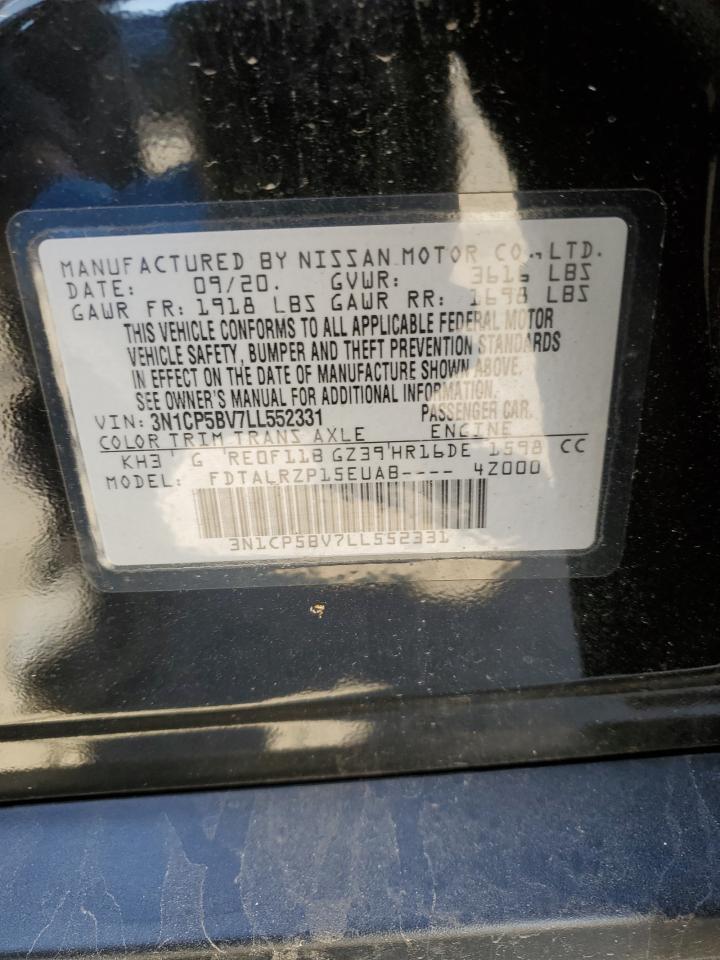 MANUFACTURED BY NISSAN MOTOR CO., LTD.
DATE: 09/20. GVWR: 3616 LBS
GAWR FR: 1918 LBS GAWR RR: 1698 LBS
THIS VEHICLE CONFORMS TO ALL APPLICABLE FEDERAL MOTOR
VEHICLE SAFETY, BUMPER AND THEFT PREVENTION STANDARDS
IN EFFECT ON THE DATE OF MANUFACTURE SHOWN ABOVE.
SEE OWNER'S MANUAL FOR ADDITIONAL INFORMATION.
VIN: 3N1CP5BV7LL552331 PASSENGER CAR.
COLOR TRIM TRANS AXLE ENGINE
KH3 G RE0F11B GZ39 HR16DE 1598 CC
MODEL: FDTALRZP15EUAB---- 4Z000
3N1CP5BV7LL552331